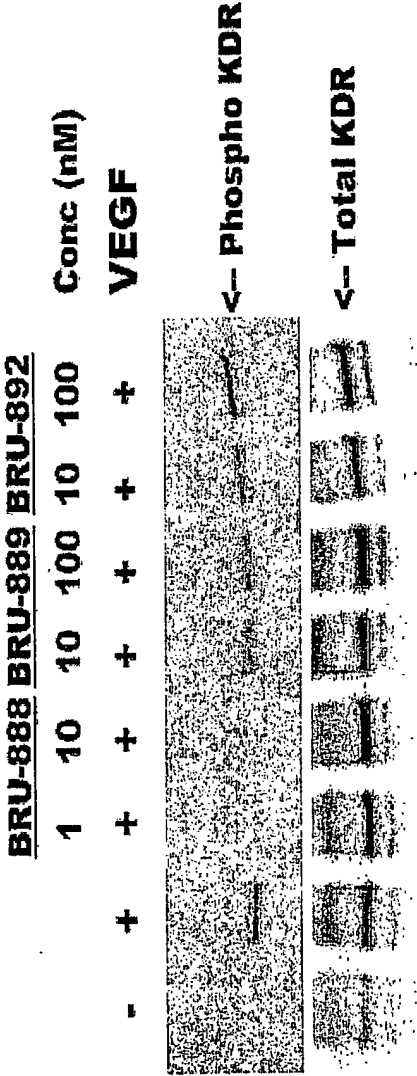 BRU-888 BRU-889 BRU-892
1 10 10 100 10 100 Conc (nM)
- + + + + + + + VEGF
<-- Phospho KDR
<-- Total KDR